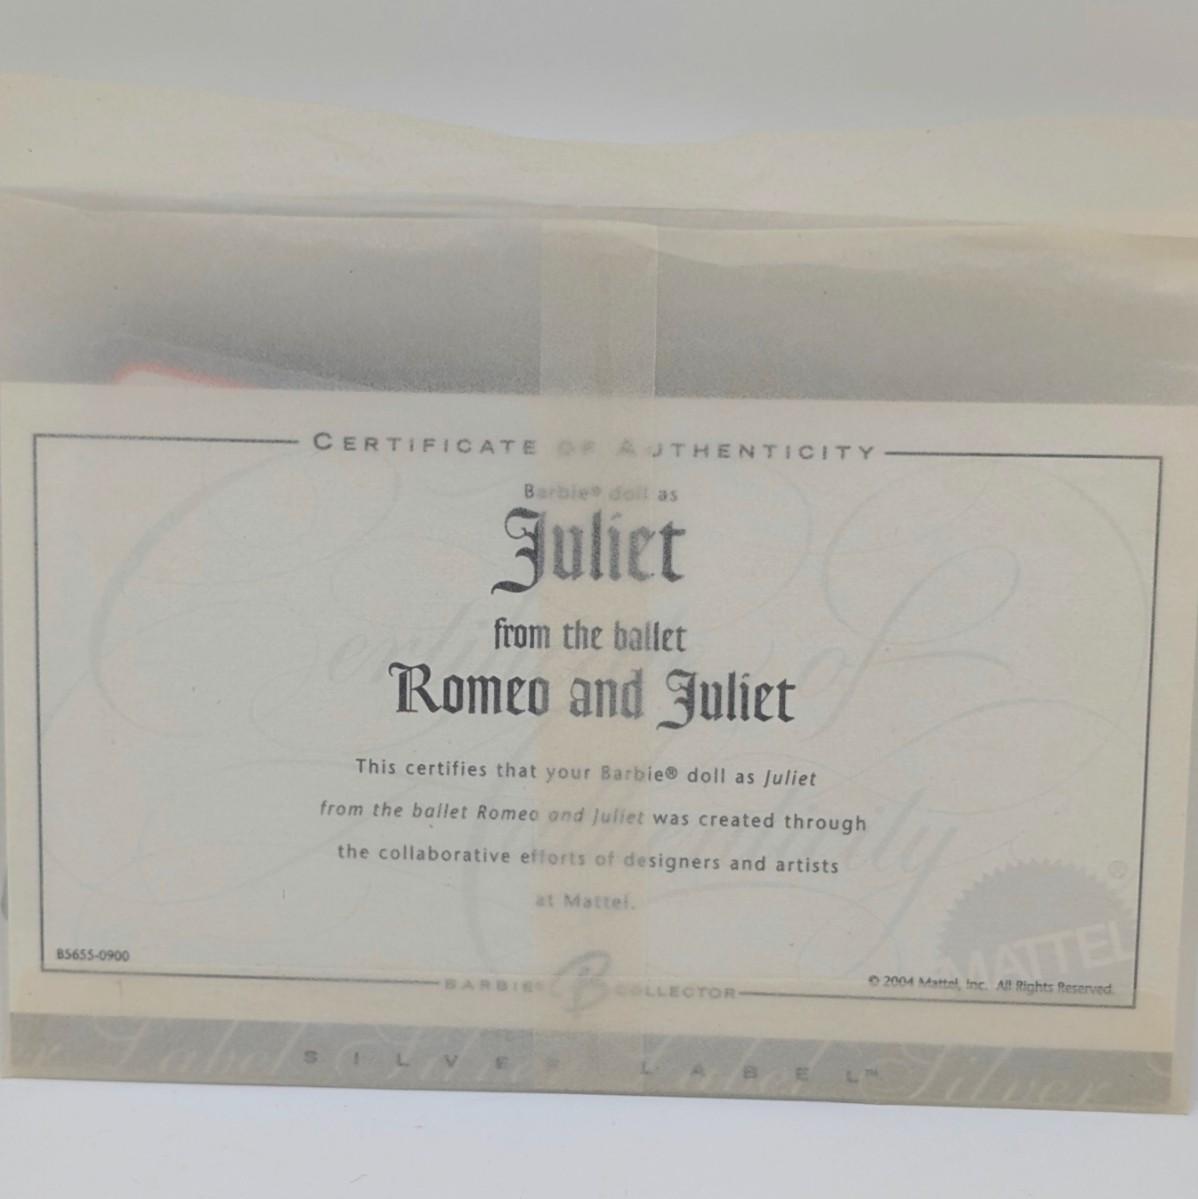 CERTIFICATE OF AUTHENTICITY
Barbie® doll as
Juliet
from the ballet
Romeo and Juliet
This certifies that your Barbie® doll as Juliet
from the ballet Romeo and Juliet was created through
the collaborative efforts of designers and artists
at Mattel.
MATTEL®
B5655-0900
© 2004 Mattel, Inc. All Rights Reserved.
BARBIE® B COLLECTOR
SILVER LABEL™